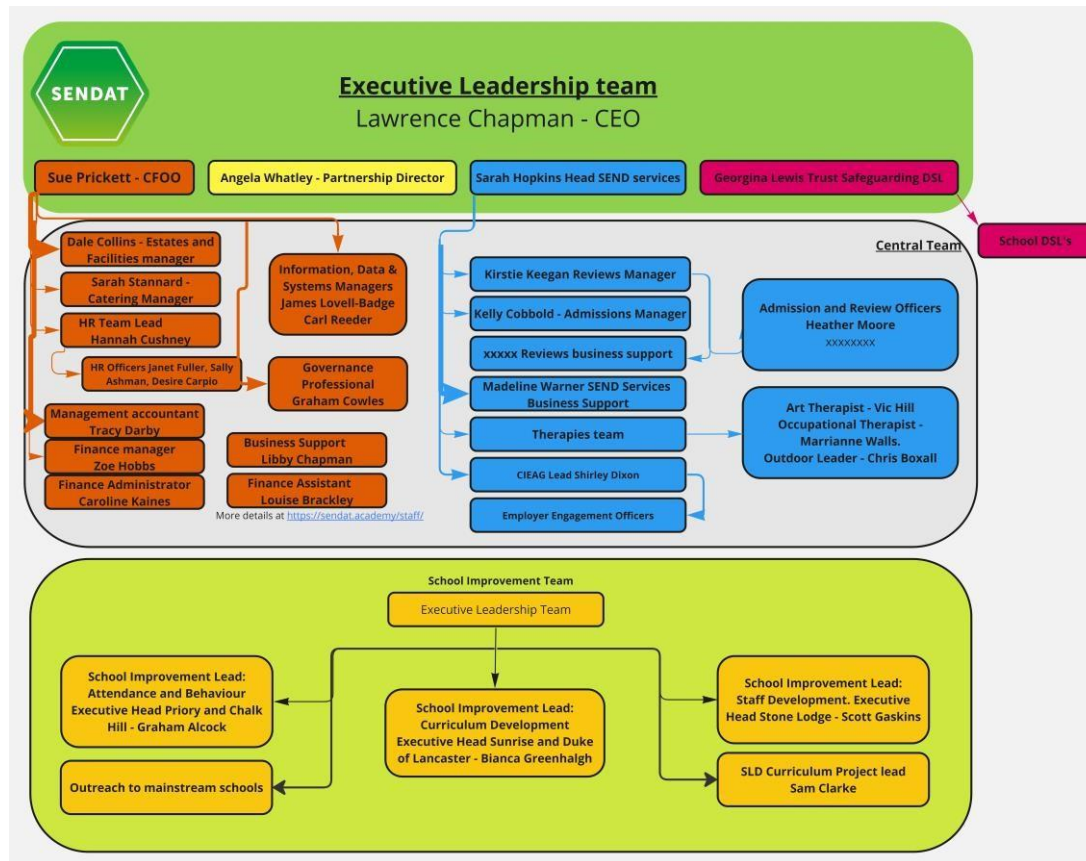 SENDAT
Executive Leadership team
Lawrence Chapman - CEO
Sue Prickett - CFOO
Angela Whatley - Partnership Director
Sarah Hopkins Head SEND services
Georgina Lewis Trust Safeguarding DSL
School DSL's
Central Team
Dale Collins - Estates and
Facilities manager
Sarah Stannard -
Catering Manager
HR Team Lead
Hannah Cushney
HR Officers Janet Fuller, Sally
Ashman, Desire Carpio
Management accountant
Tracy Darby
Finance manager
Zoe Hobbs
Finance Administrator
Caroline Kaines
Information, Data &
Systems Managers
James Lovell-Badge
Carl Reeder
Governance
Professional
Graham Cowles
Business Support
Libby Chapman
Finance Assistant
Louise Brackley
More details at https://sendat.academy/staff/
Kirstie Keegan Reviews Manager
Kelly Cobbold - Admissions Manager
xxxxx Reviews business support
Madeline Warner SEND Services
Business Support
Therapies team
CIEAG Lead Shirley Dixon
Employer Engagement Officers
Admission and Review Officers
Heather Moore
xxxxxxxx
Art Therapist - Vic Hill
Occupational Therapist -
Marrianne Walls.
Outdoor Leader - Chris Boxall
School Improvement Team
Executive Leadership Team
School Improvement Lead:
Attendance and Behaviour
Executive Head Priory and Chalk
Hill - Graham Alcock
Outreach to mainstream schools
School Improvement Lead:
Curriculum Development
Executive Head Sunrise and Duke
of Lancaster - Bianca Greenhalgh
School Improvement Lead:
Staff Development. Executive
Head Stone Lodge - Scott Gaskins
SLD Curriculum Project lead
Sam Clarke